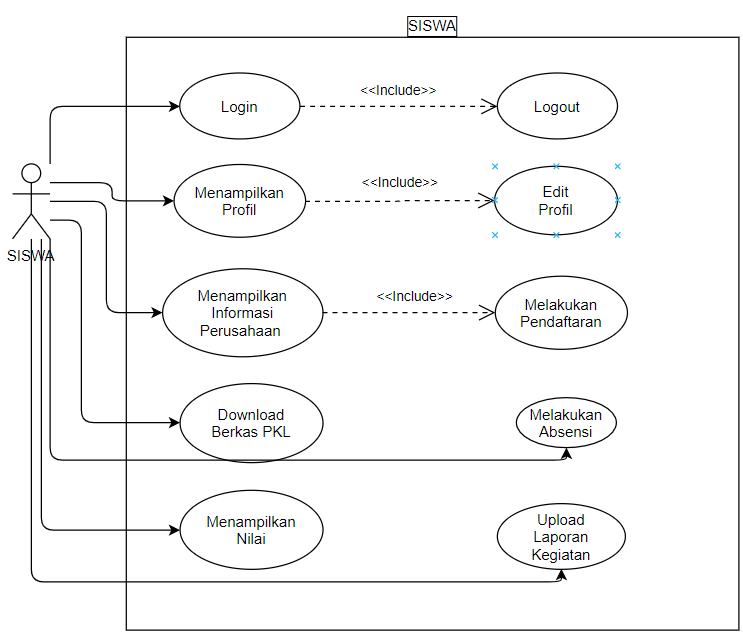 SISWA
Login
<<Include>>
Logout
Menampilkan
Profil
<<Include>>
Edit
Profil
SISWA
Menampilkan
Informasi
Perusahaan
<<Include>>
Melakukan
Pendaftaran
Download
Berkas PKL
Melakukan
Absensi
Menampilkan
Nilai
Upload
Laporan
Kegiatan